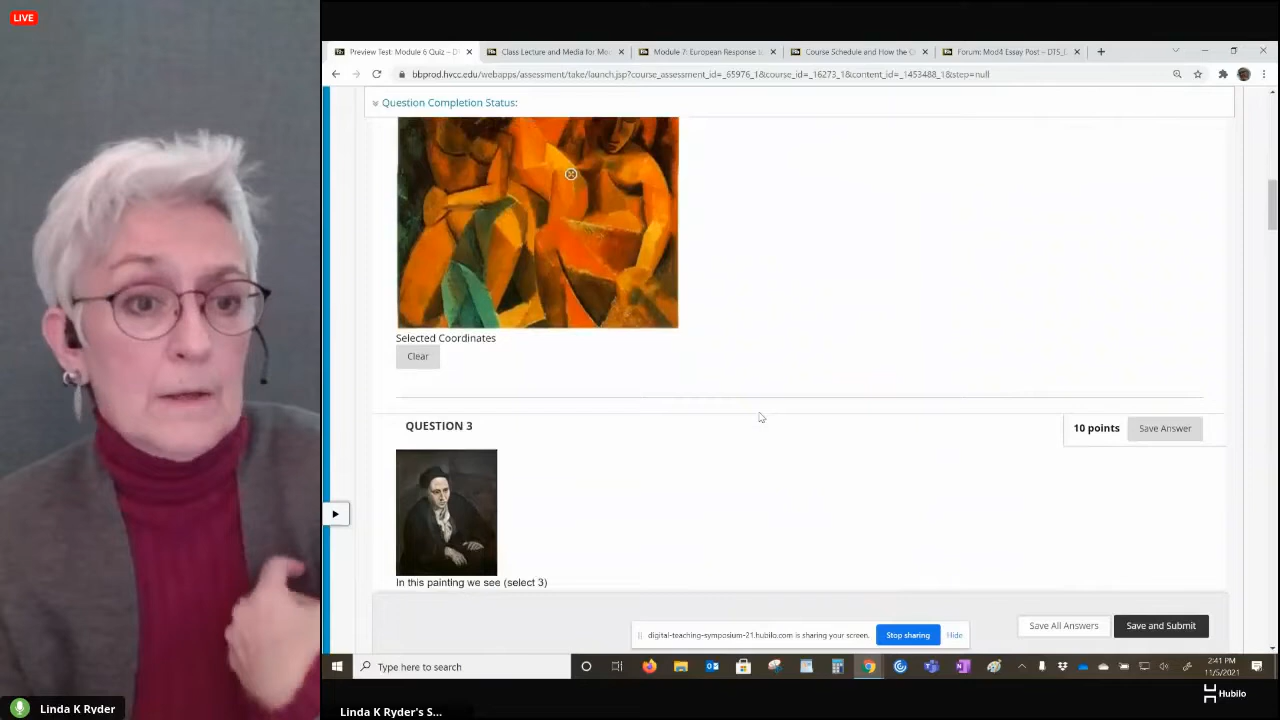 LIVE
Preview Test: Module 6 Quiz – D
Class Lecture and Media for Mo
Module 7: European Response t
Course Schedule and How the C
Forum: Mod4 Essay Post – DTS_(
bbprod.hvcc.edu/webapps/assessment/take/launch.jsp?course_assessment_id=_65976_1&course_id=_16273_1&content_id=_1453488_1&step=null
Question Completion Status:
Selected Coordinates
Clear
QUESTION 3
10 points
Save Answer
In this painting we see (select 3)
Save All Answers
Save and Submit
digital-teaching-symposium-21.hubilo.com is sharing your screen.
Stop sharing
Hide
Type here to search
2:41 PM
11/5/2021
Hubilo
Linda K Ryder
Linda K Ryder's S...